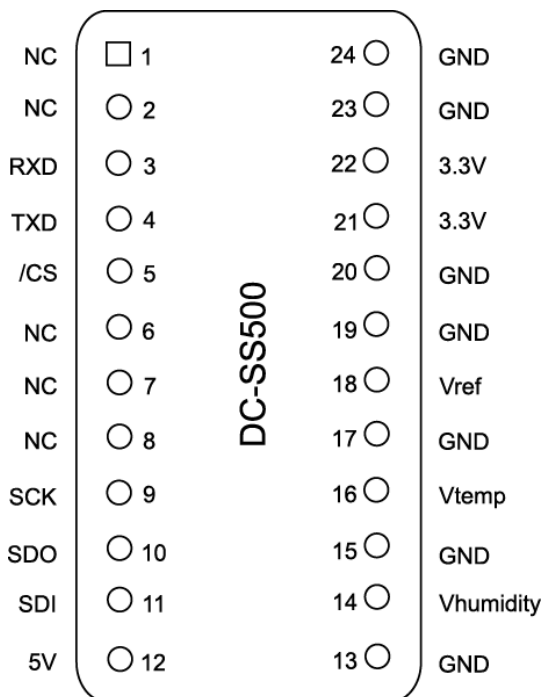 NC 1 24 GND
NC 2 23 GND
RXD 3 22 3.3V
TXD 4 21 3.3V
/CS 5 20 GND
NC 6 19 GND
NC 7 18 Vref
NC 8 17 GND
SCK 9 16 Vtemp
SDO 10 15 GND
SDI 11 14 Vhumidity
5V 12 13 GND
DC-SS500